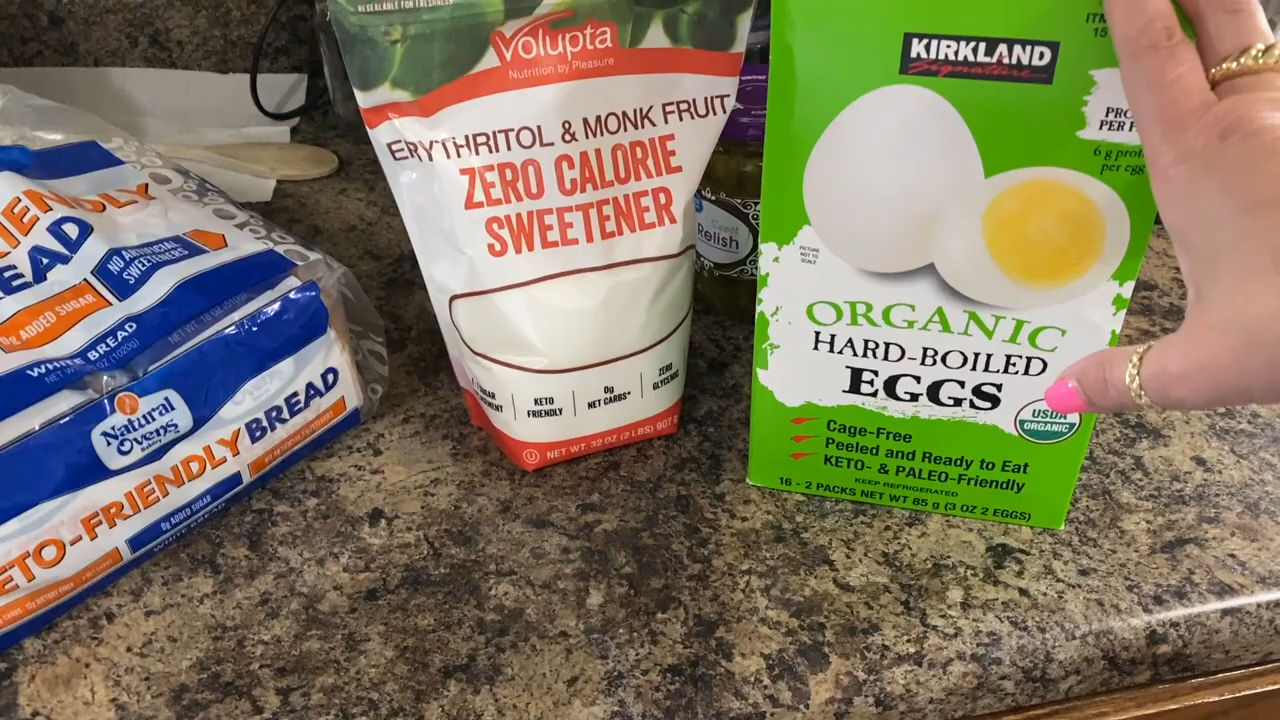 RESEALABLE FOR FRESHNESS
Volupta
Nutrition by Pleasure
ERYTHRITOL & MONK FRUIT
ZERO CALORIE
SWEETENER
0g
NET CARBS*
KETO
FRIENDLY
ZERO
GLYCEMIC
NET WT. 32 OZ (2 LBS) 907 g
KIRKLAND
Signature
6 g
per egg
PICTURE
NOT TO
SCALE
ORGANIC
HARD-BOILED
EGGS
USDA
ORGANIC
Cage-Free
Peeled and Ready to Eat
KETO- & PALEO-Friendly
KEEP REFRIGERATED
16 - 2 PACKS NET WT 85 g (3 OZ 2 EGGS)
Sweet
Relish
NO ARTIFICIAL
SWEETENERS
0g ADDED SUGAR
WHITE BREAD
Natural
Ovens
Bakery
KETO-FRIENDLY BREAD
0g ADDED SUGAR
WHITE BREAD